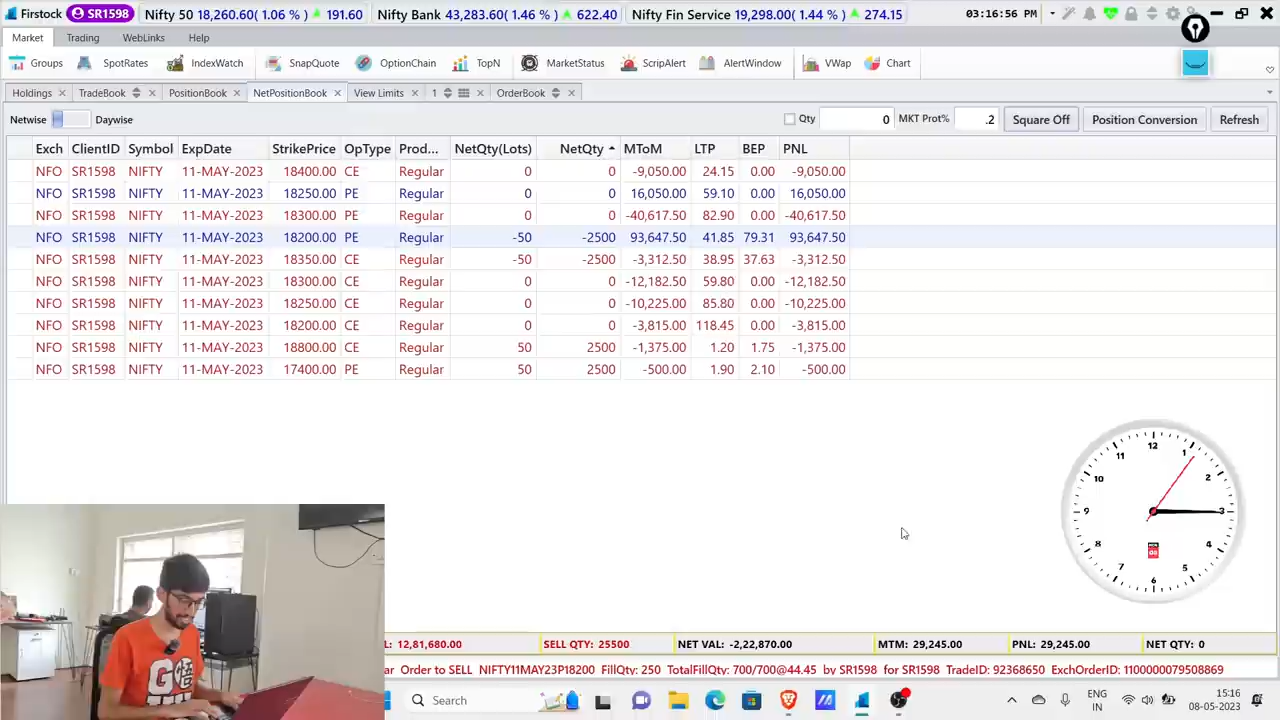 Firstock SR1598 Nifty 50 18,260.60( 1.06 % ) 191.60 Nifty Bank 43,283.60( 1.46 % ) 622.40 Nifty Fin Service 19,298.00( 1.44 % ) 274.15 03:16:56 PM
Market Trading WebLinks Help
Groups SpotRates IndexWatch SnapQuote OptionChain TopN MarketStatus ScripAlert AlertWindow VWap Chart
Holdings TradeBook PositionBook NetPositionBook View Limits 1 OrderBook
Netwise Daywise Qty 0 MKT Prot% .2 Square Off Position Conversion Refresh
Exch ClientID Symbol ExpDate StrikePrice OpType Prod... NetQty(Lots) NetQty MToM LTP BEP PNL
NFO SR1598 NIFTY 11-MAY-2023 18400.00 CE Regular 0 0 -9,050.00 24.15 0.00 -9,050.00
NFO SR1598 NIFTY 11-MAY-2023 18250.00 PE Regular 0 0 16,050.00 59.10 0.00 16,050.00
NFO SR1598 NIFTY 11-MAY-2023 18300.00 PE Regular 0 0 -40,617.50 82.90 0.00 -40,617.50
NFO SR1598 NIFTY 11-MAY-2023 18200.00 PE Regular -50 -2500 93,647.50 41.85 79.31 93,647.50
NFO SR1598 NIFTY 11-MAY-2023 18350.00 CE Regular -50 -2500 -3,312.50 38.95 37.63 -3,312.50
NFO SR1598 NIFTY 11-MAY-2023 18300.00 CE Regular 0 0 -12,182.50 59.80 0.00 -12,182.50
NFO SR1598 NIFTY 11-MAY-2023 18250.00 CE Regular 0 0 -10,225.00 85.80 0.00 -10,225.00
NFO SR1598 NIFTY 11-MAY-2023 18200.00 CE Regular 0 0 -3,815.00 118.45 0.00 -3,815.00
NFO SR1598 NIFTY 11-MAY-2023 18800.00 CE Regular 50 2500 -1,375.00 1.20 1.75 -1,375.00
NFO SR1598 NIFTY 11-MAY-2023 17400.00 PE Regular 50 2500 -500.00 1.90 2.10 -500.00
12 1 2 3 4 5 6 7 8 9 10 11
MON 08
L: 12,81,680.00 SELL QTY: 25500 NET VAL: -2,22,870.00 MTM: 29,245.00 PNL: 29,245.00 NET QTY: 0
ar Order to SELL NIFTY11MAY23P18200 FillQty: 250 TotalFillQty: 700/700@44.45 by SR1598 for SR1598 TradeID: 92368650 ExchOrderID: 1100000079508869
Search ENG IN 15:16 08-05-2023